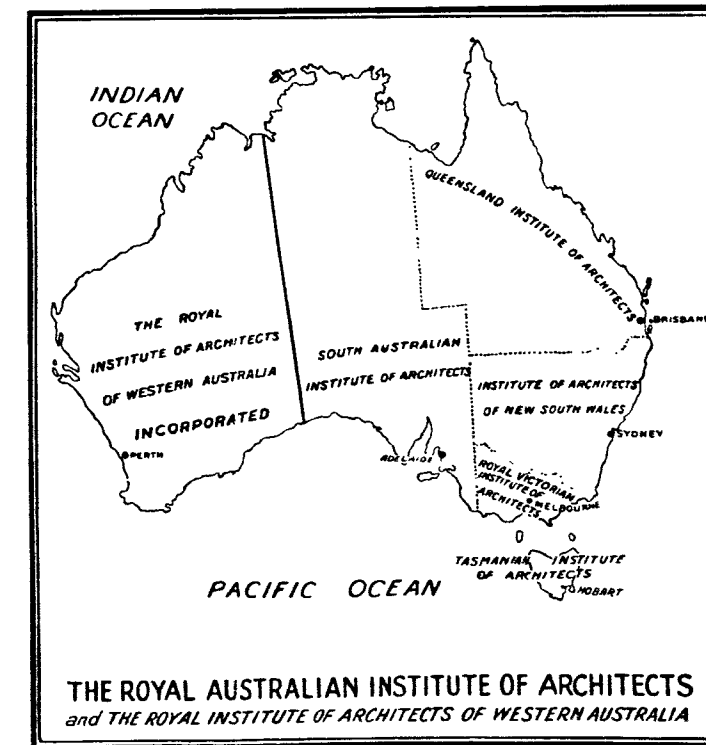 INDIAN
OCEAN
QUEENSLAND INSTITUTE OF ARCHITECTS
BRISBANE
THE ROYAL
INSTITUTE OF ARCHITECTS
OF WESTERN AUSTRALIA
INCORPORATED
PERTH
SOUTH AUSTRALIAN
INSTITUTE OF ARCHITECTS
ADELAIDE
INSTITUTE OF ARCHITECTS
OF NEW SOUTH WALES
SYDNEY
ROYAL VICTORIAN
INSTITUTE OF
ARCHITECTS
MELBOURNE
TASMANIAN INSTITUTE
OF ARCHITECTS
HOBART
PACIFIC OCEAN
THE ROYAL AUSTRALIAN INSTITUTE OF ARCHITECTS
and THE ROYAL INSTITUTE OF ARCHITECTS OF WESTERN AUSTRALIA